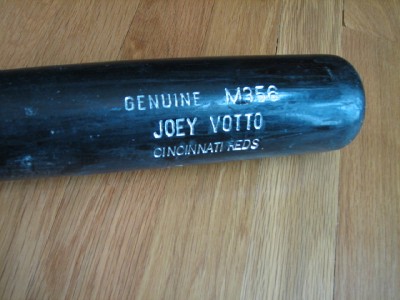 GENUINE M356
JOEY VOTTO
CINCINNATI REDS